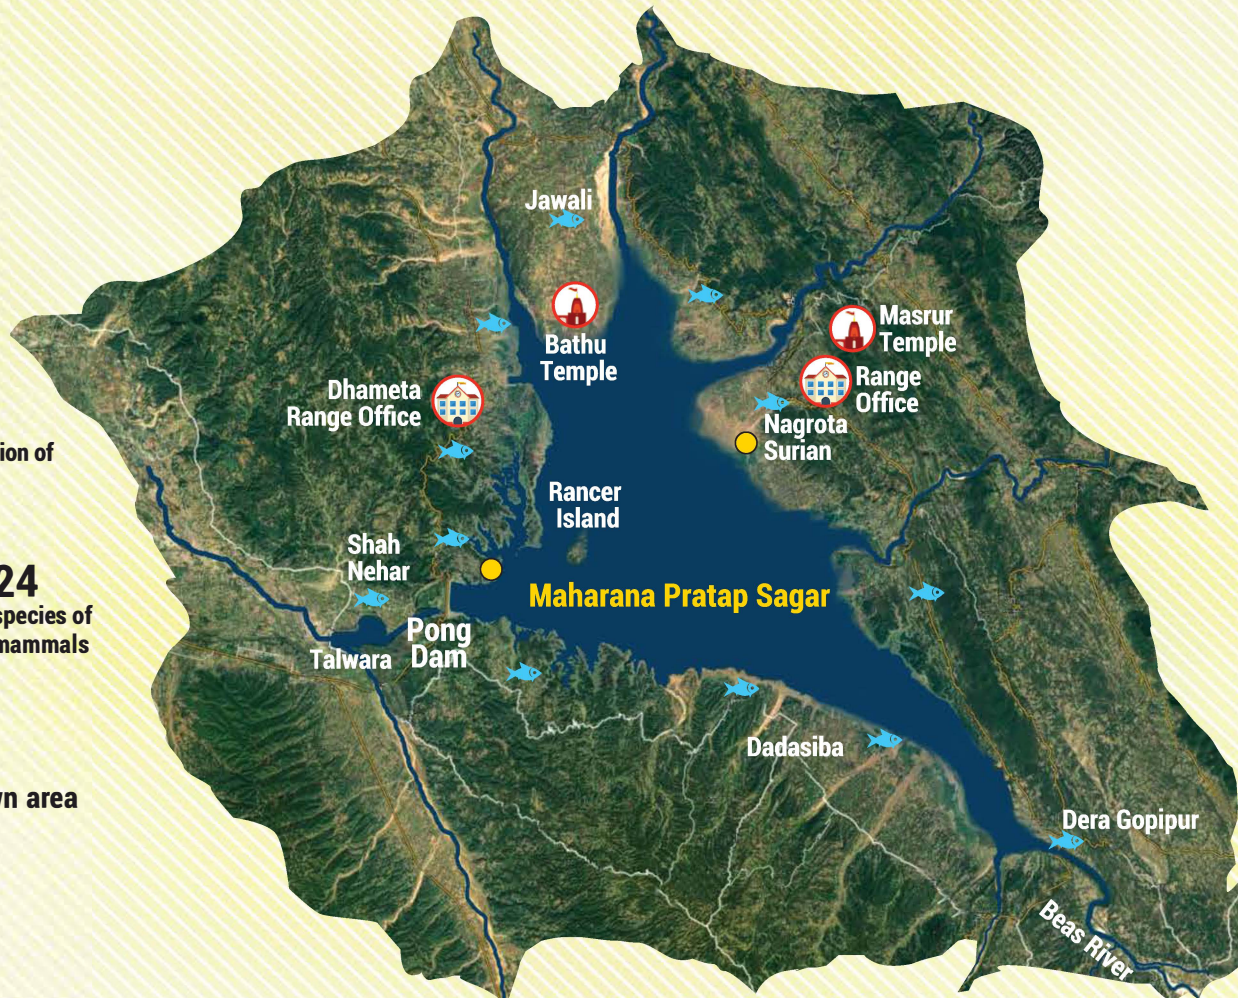 Jawali
Bathu
Temple
Masrur
Temple
Range
Office
Dhameta
Range Office
Nagrota
Surian
ion of
Rancer
Island
Shah
Nehar
24
species of
mammals
Maharana Pratap Sagar
Pong
Dam
Talwara
Dadasiba
n area
Dera Gopipur
Beas River